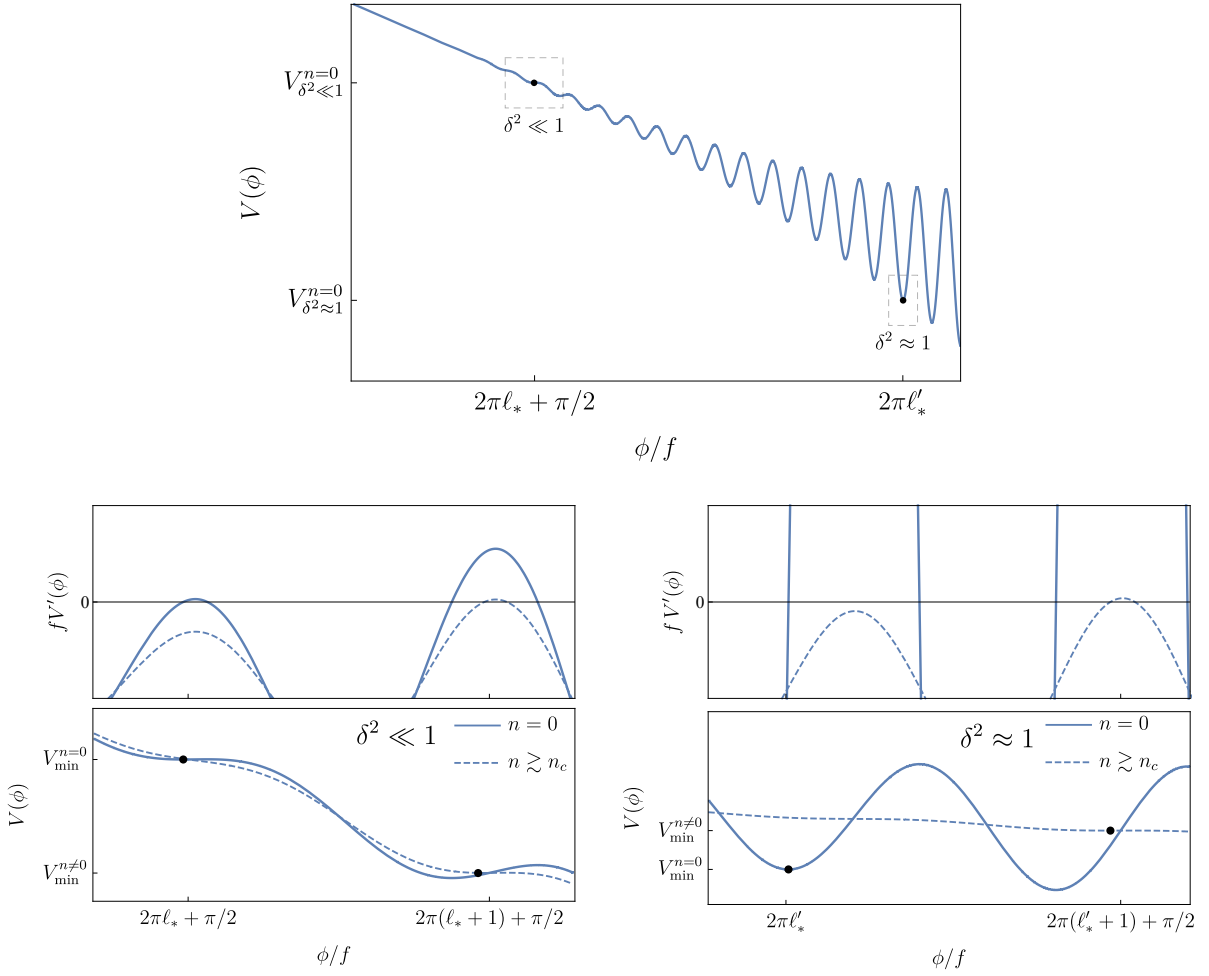 V^{n=0}_{δ²≪1}
δ² ≪ 1
V(ϕ)
V^{n=0}_{δ²≈1}
δ² ≈ 1
2πℓ_* + π/2
2πℓ'_*
ϕ/f
fV'(ϕ)
0
δ² ≪ 1
n = 0
n ≳ n_c
V^{n=0}_{min}
V(ϕ)
V^{n≠0}_{min}
2πℓ_* + π/2
2π(ℓ_* + 1) + π/2
ϕ/f
fV'(ϕ)
0
δ² ≈ 1
n = 0
n ≳ n_c
V(ϕ)
V^{n≠0}_{min}
V^{n=0}_{min}
2πℓ'_*
2π(ℓ'_* + 1) + π/2
ϕ/f